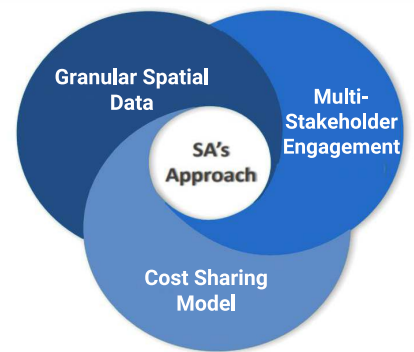 Granular Spatial
Data
Multi-
Stakeholder
Engagement
SA's
Approach
Cost Sharing
Model